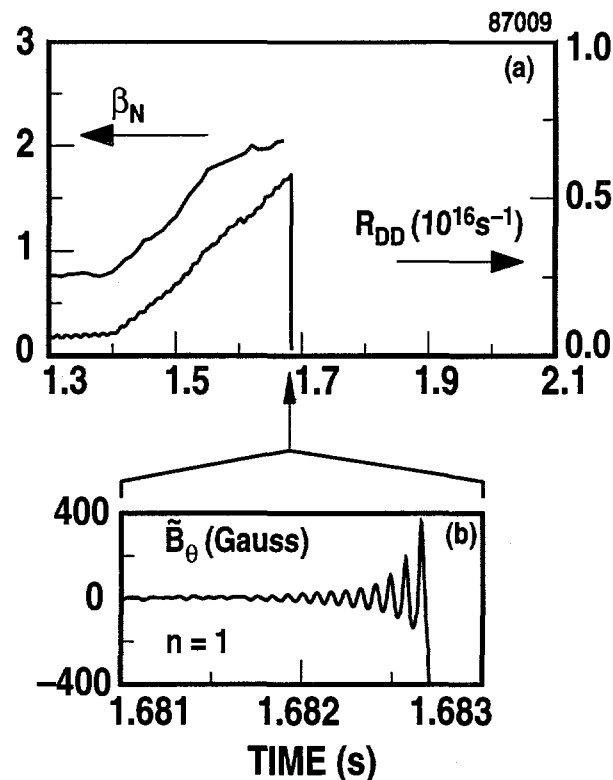 87009
3
1.0
(a)
β_N
2
0.5
R_DD (10^16 s^-1)
1
0
0.0
1.3 1.5 1.7 1.9 2.1
400
B̃_θ (Gauss)
(b)
0
n = 1
-400
1.681 1.682 1.683
TIME (s)